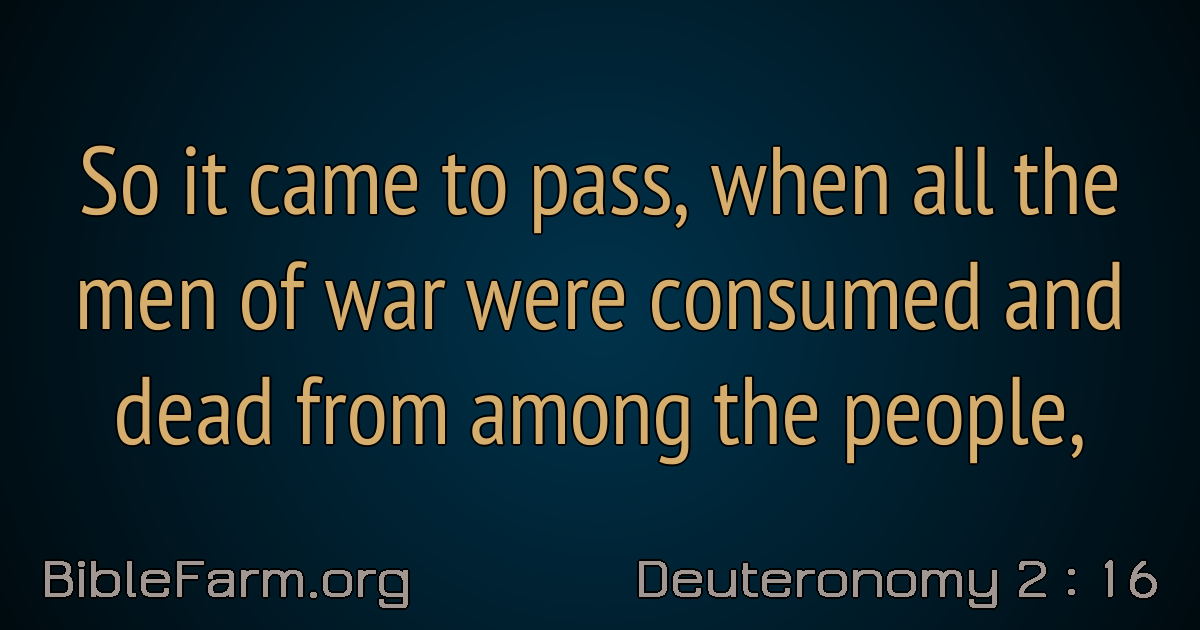 So it came to pass, when all the
men of war were consumed and
dead from among the people,
BibleFarm.org
Deuteronomy 2 : 16